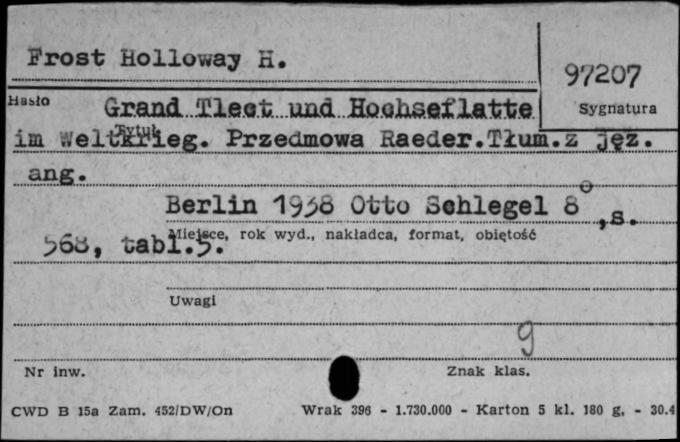 Frost Holloway H.
97207
Hasło
Grand Tleet und Hochseflatte
Sygnatura
Tytuł
im Weltkrieg. Przedmowa Raeder.Tłum.z jęz.
ang.
Berlin 1938 Otto Schlegel 8°,s.
Miejsce, rok wyd., nakładca, format, objętość
568, tabl.5.
Uwagi
9
Nr inw.
Znak klas.
CWD B 15a Zam. 452/DW/On
Wrak 396 - 1.730.000 - Karton 5 kl. 180 g. - 30.4